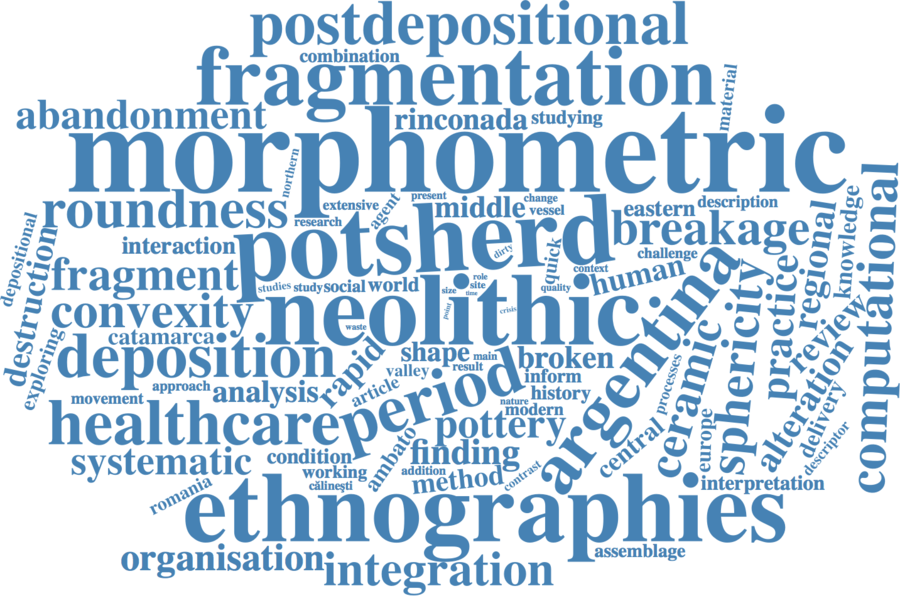 postdepositional
combination
fragmentation
material
abandonment
rinconada
studying
morphometric
northern
extensive
present
change
description
roundness
research
agent
middle
vessel
eastern
knowledge
computational
depositional
interaction
potsherd
dirty
quick
breakage
challenge
regional
destruction
fragment
studies
study
social
world
size
role
site
time
context
quality
human
convexity
neolithic
point
crisis
argentina
sphericity
practice
review
catamarca
waste
exploring
deposition
rapid
shape
main
broken
ceramic
processes
alteration
movement
approach
analysis
article
valley
result
inform
history
period
nature
modern
delivery
healthcare
pottery
central
europe
descriptor
systematic
condition
ambato
finding
working
addition
method
contrast
interpretation
romania
călinești
ethnographies
assemblage
organisation
integration